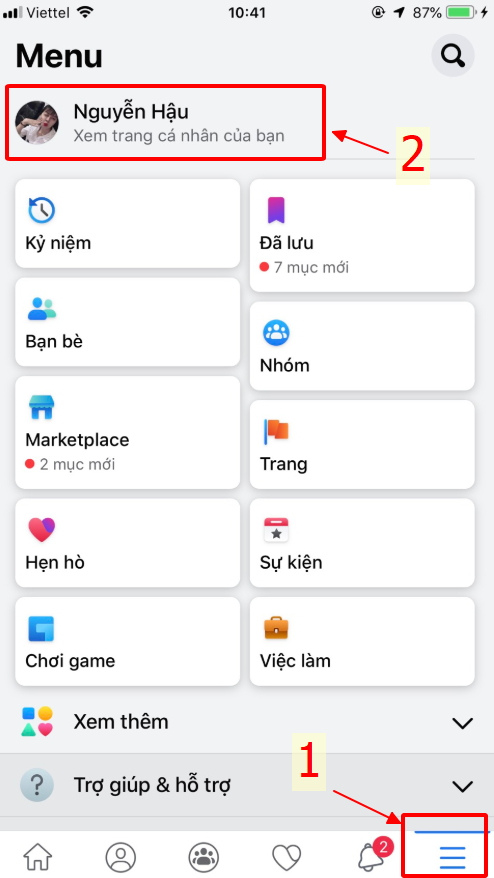 Viettel 10:41 87%
Menu
Nguyễn Hậu
Xem trang cá nhân của bạn
2
Kỷ niệm
Đã lưu
7 mục mới
Bạn bè
Nhóm
Marketplace
2 mục mới
Trang
Hẹn hò
Sự kiện
Chơi game
Việc làm
Xem thêm
1
? Trợ giúp & hỗ trợ
2